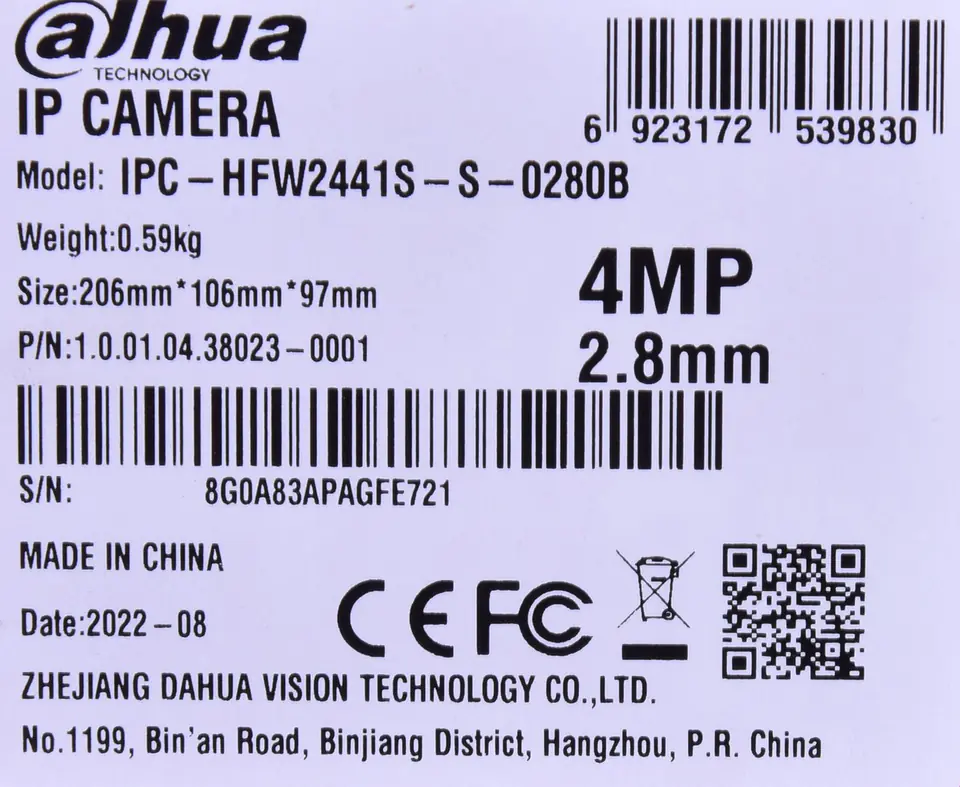 alhua
TECHNOLOGY
IP CAMERA
6 923172 539830
Model: IPC-HFW2441S-S-0280B
Weight:0.59kg
Size:206mm*106mm*97mm
P/N:1.0.01.04.38023-0001
4MP
2.8mm
S/N: 8G0A83APAGFE721
MADE IN CHINA
Date:2022-08
CE FC
ZHEJIANG DAHUA VISION TECHNOLOGY CO.,LTD.
No.1199, Bin'an Road, Binjiang District, Hangzhou, P.R. China